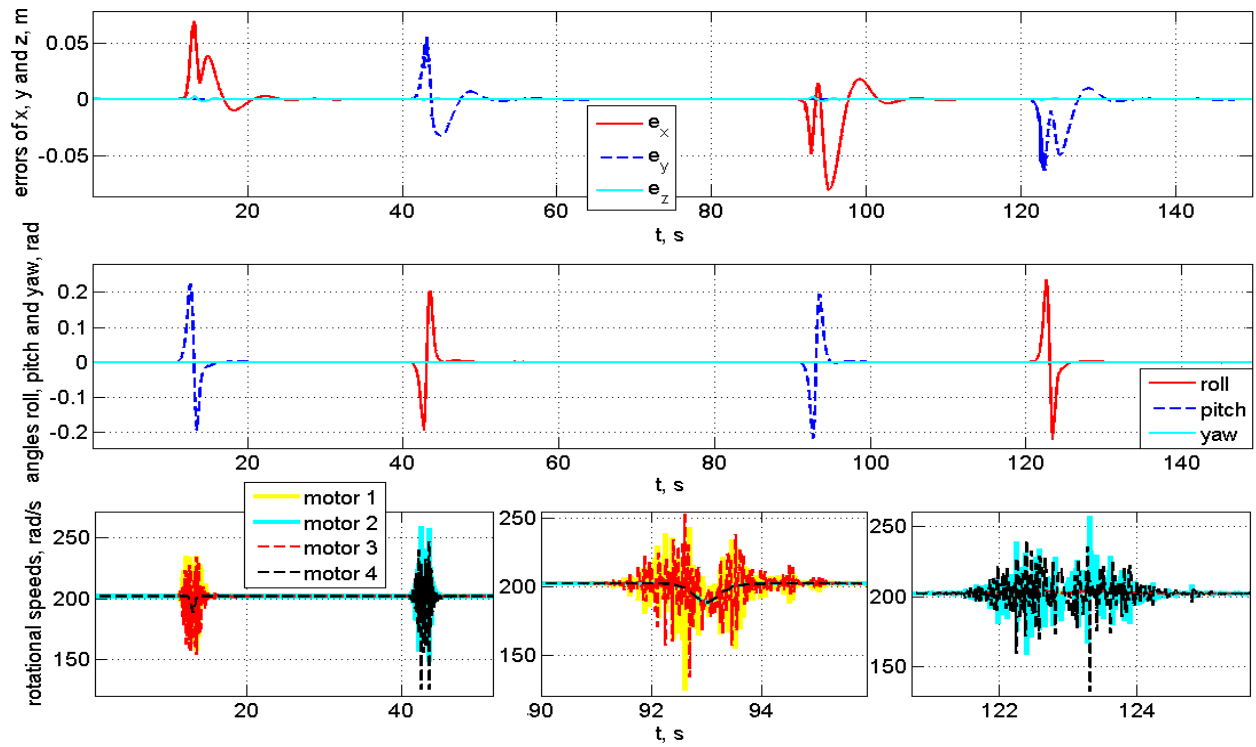 errors of x, y and z, m
0.05
0
-0.05
e_x
e_y
e_z
20 40 60 80 100 120 140
t, s
angles roll, pitch and yaw, rad
0.2
0.1
0
-0.1
-0.2
roll
pitch
yaw
20 40 60 80 100 120 140
t, s
rotational speeds, rad/s
motor 1
motor 2
motor 3
motor 4
250
200
150
20 40
250
200
150
90 92 94
t, s
250
200
150
122 124